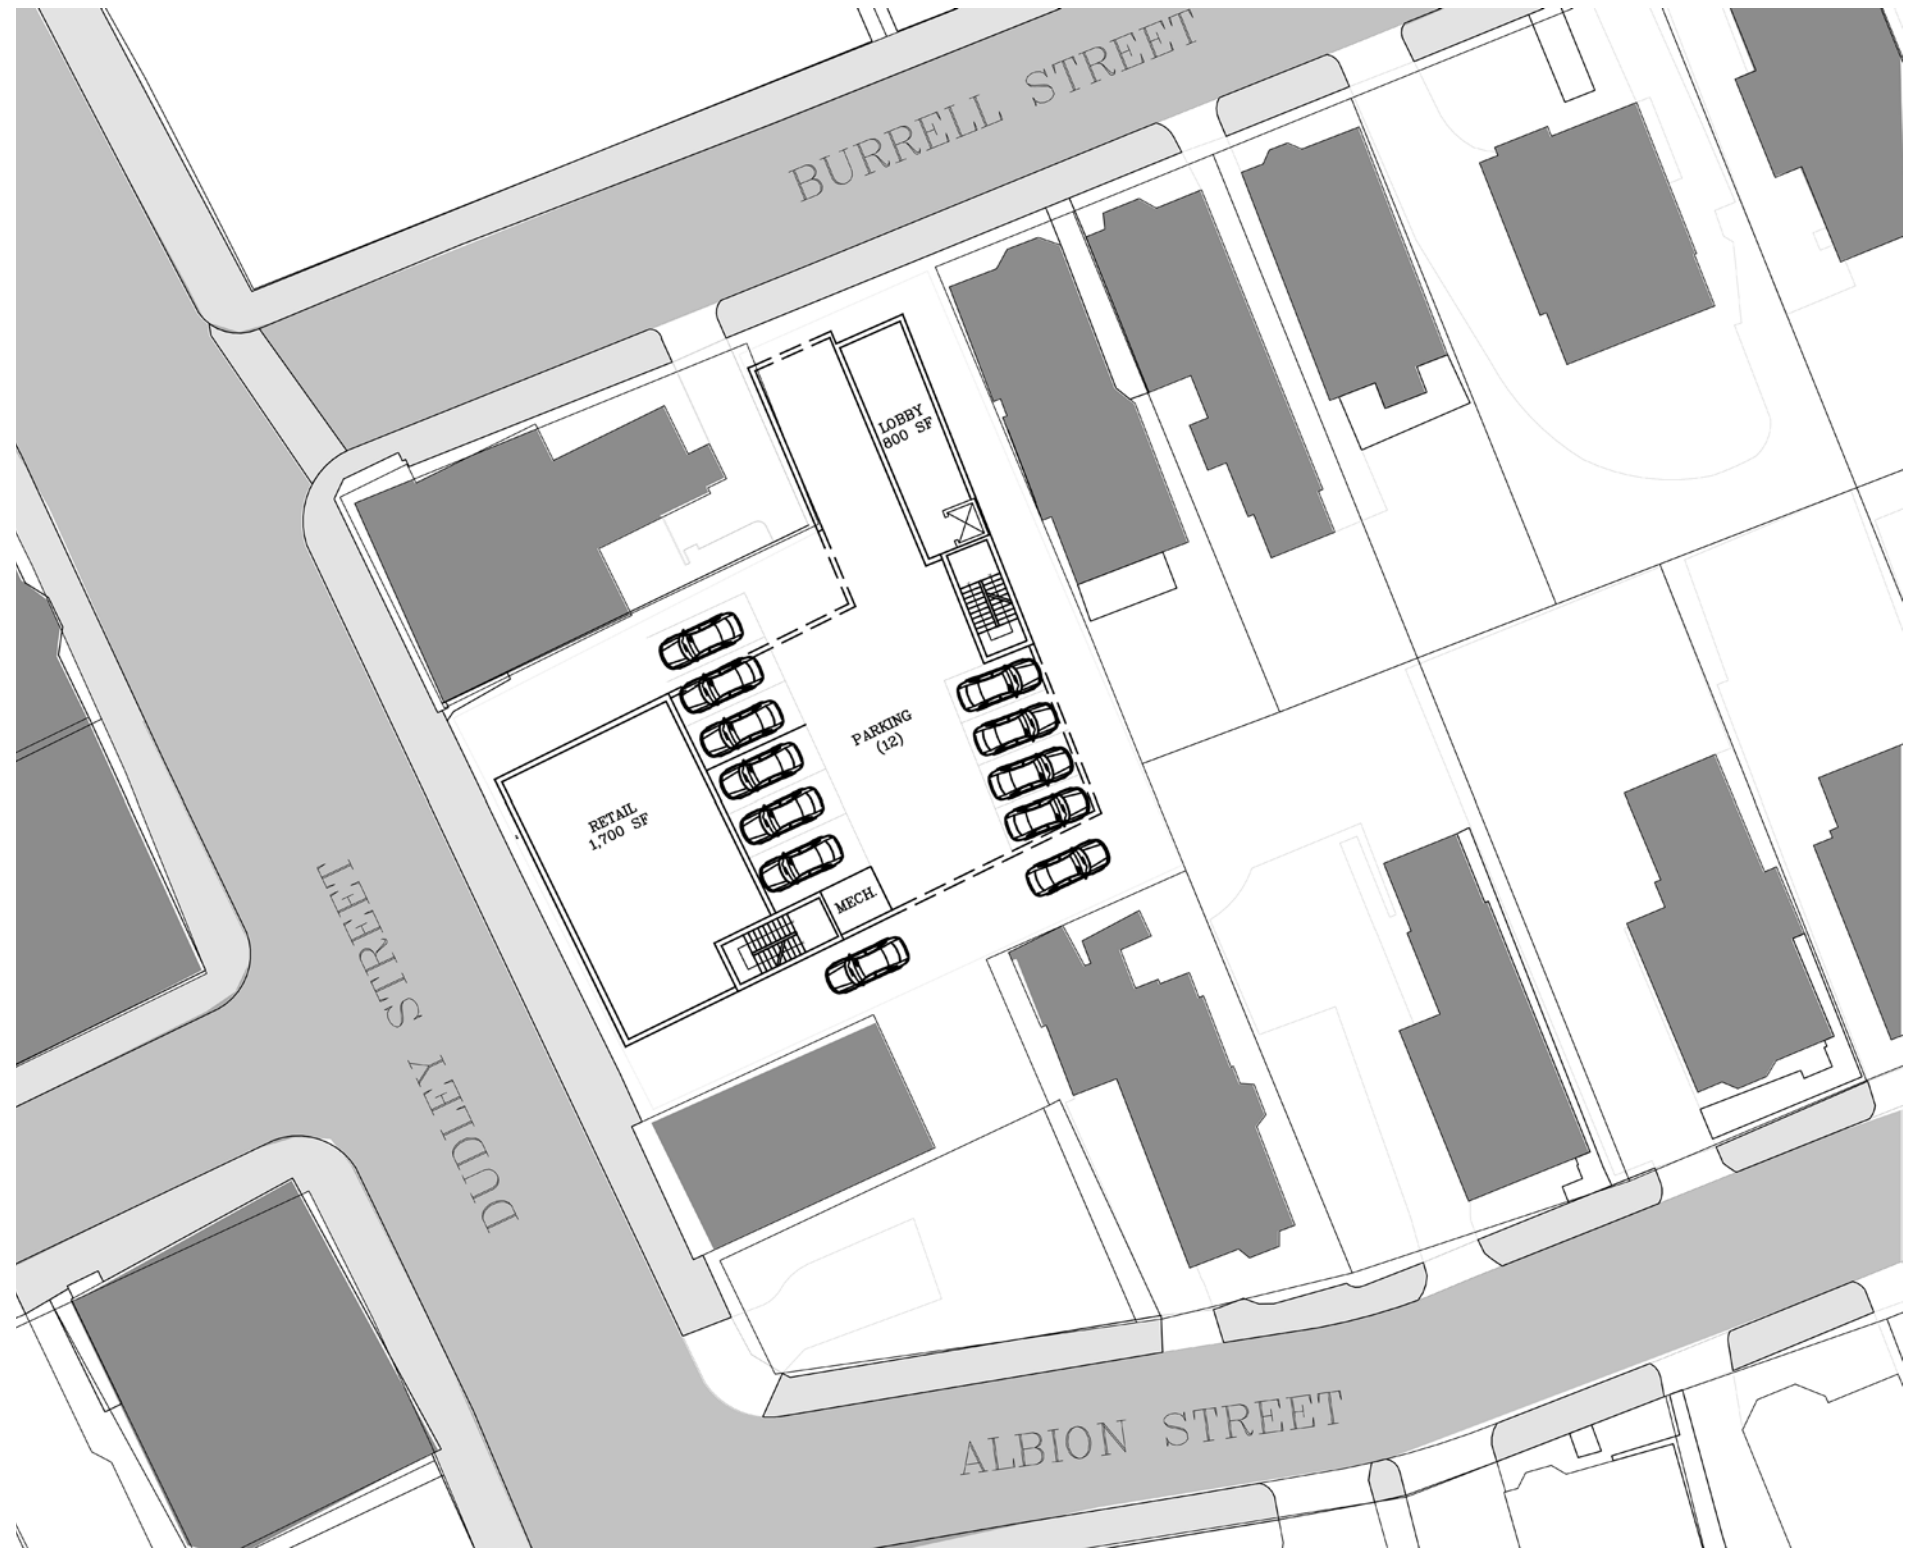 BURRELL STREET
LOBBY
800 SF
PARKING
(12)
RETAIL
1,700 SF
MECH.
DUDLEY STREET
ALBION STREET